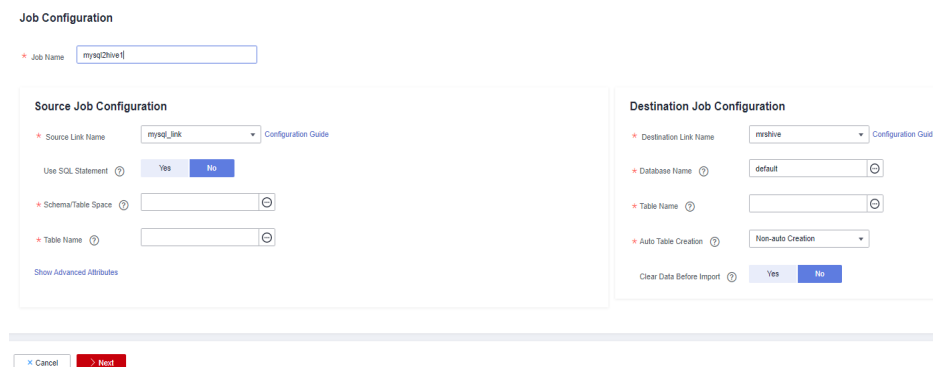 Job Configuration
* Job Name mysql2hive1
Source Job Configuration
* Source Link Name mysql_link Configuration Guide
Use SQL Statement ? Yes No
* Schema/Table Space ?
* Table Name ?
Show Advanced Attributes
Destination Job Configuration
* Destination Link Name mrshive Configuration Guid
* Database Name ? default
* Table Name ?
* Auto Table Creation ? Non-auto Creation
Clear Data Before Import ? Yes No
× Cancel > Next